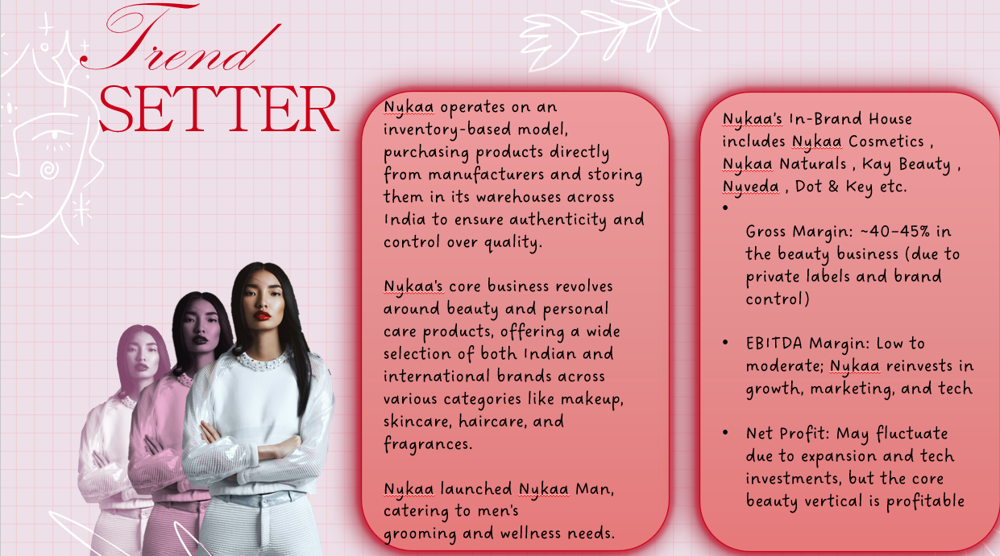 Trend
SETTER
Nykaa operates on an
inventory-based model,
purchasing products directly
from manufacturers and storing
them in its warehouses across
India to ensure authenticity and
control over quality.
Nykaa's core business revolves
around beauty and personal
care products, offering a wide
selection of both Indian and
international brands across
various categories like makeup,
skincare, haircare, and
fragrances.
Nykaa launched Nykaa Man,
catering to men's
grooming and wellness needs.
Nykaa's In-Brand House
includes Nykaa Cosmetics ,
Nykaa Naturals , Kay Beauty ,
Nyveda , Dot & Key etc.
•
Gross Margin: ~40–45% in
the beauty business (due to
private labels and brand
control)
• EBITDA Margin: Low to
moderate; Nykaa reinvests in
growth, marketing, and tech
• Net Profit: May fluctuate
due to expansion and tech
investments, but the core
beauty vertical is profitable